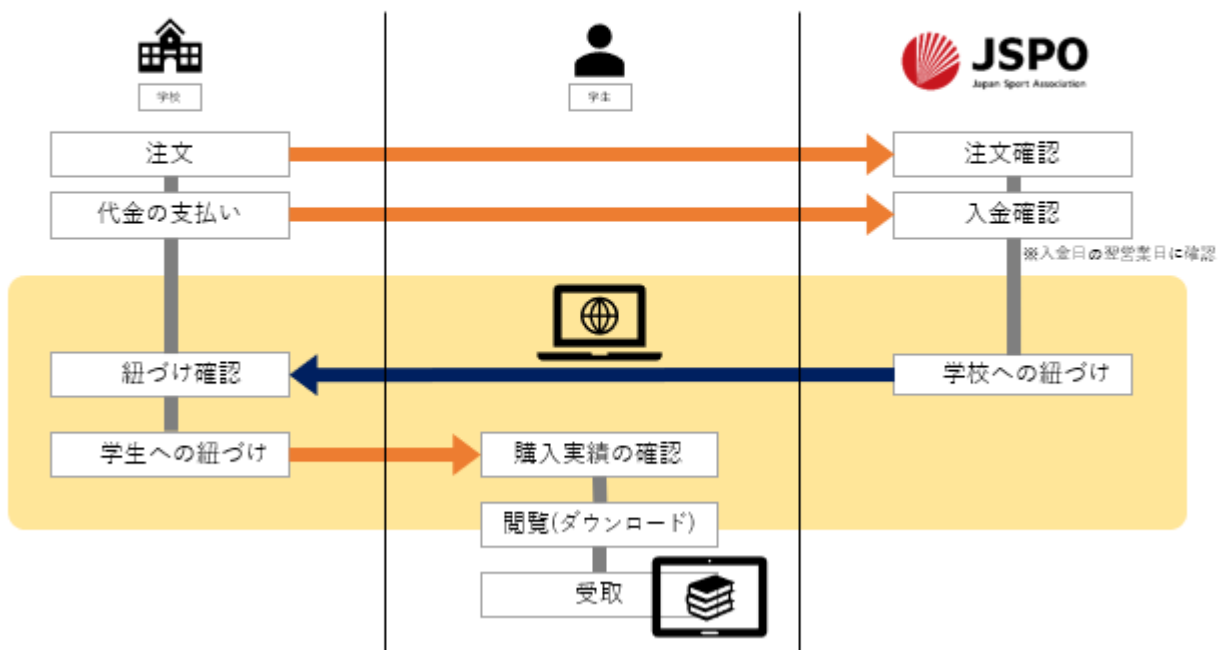 学校
学生
JSPO
Japan Sport Association
注文
注文確認
代金の支払い
入金確認
※入金日の翌営業日に確認
紐づけ確認
学校への紐づけ
学生への紐づけ
購入実績の確認
閲覧(ダウンロード)
受取